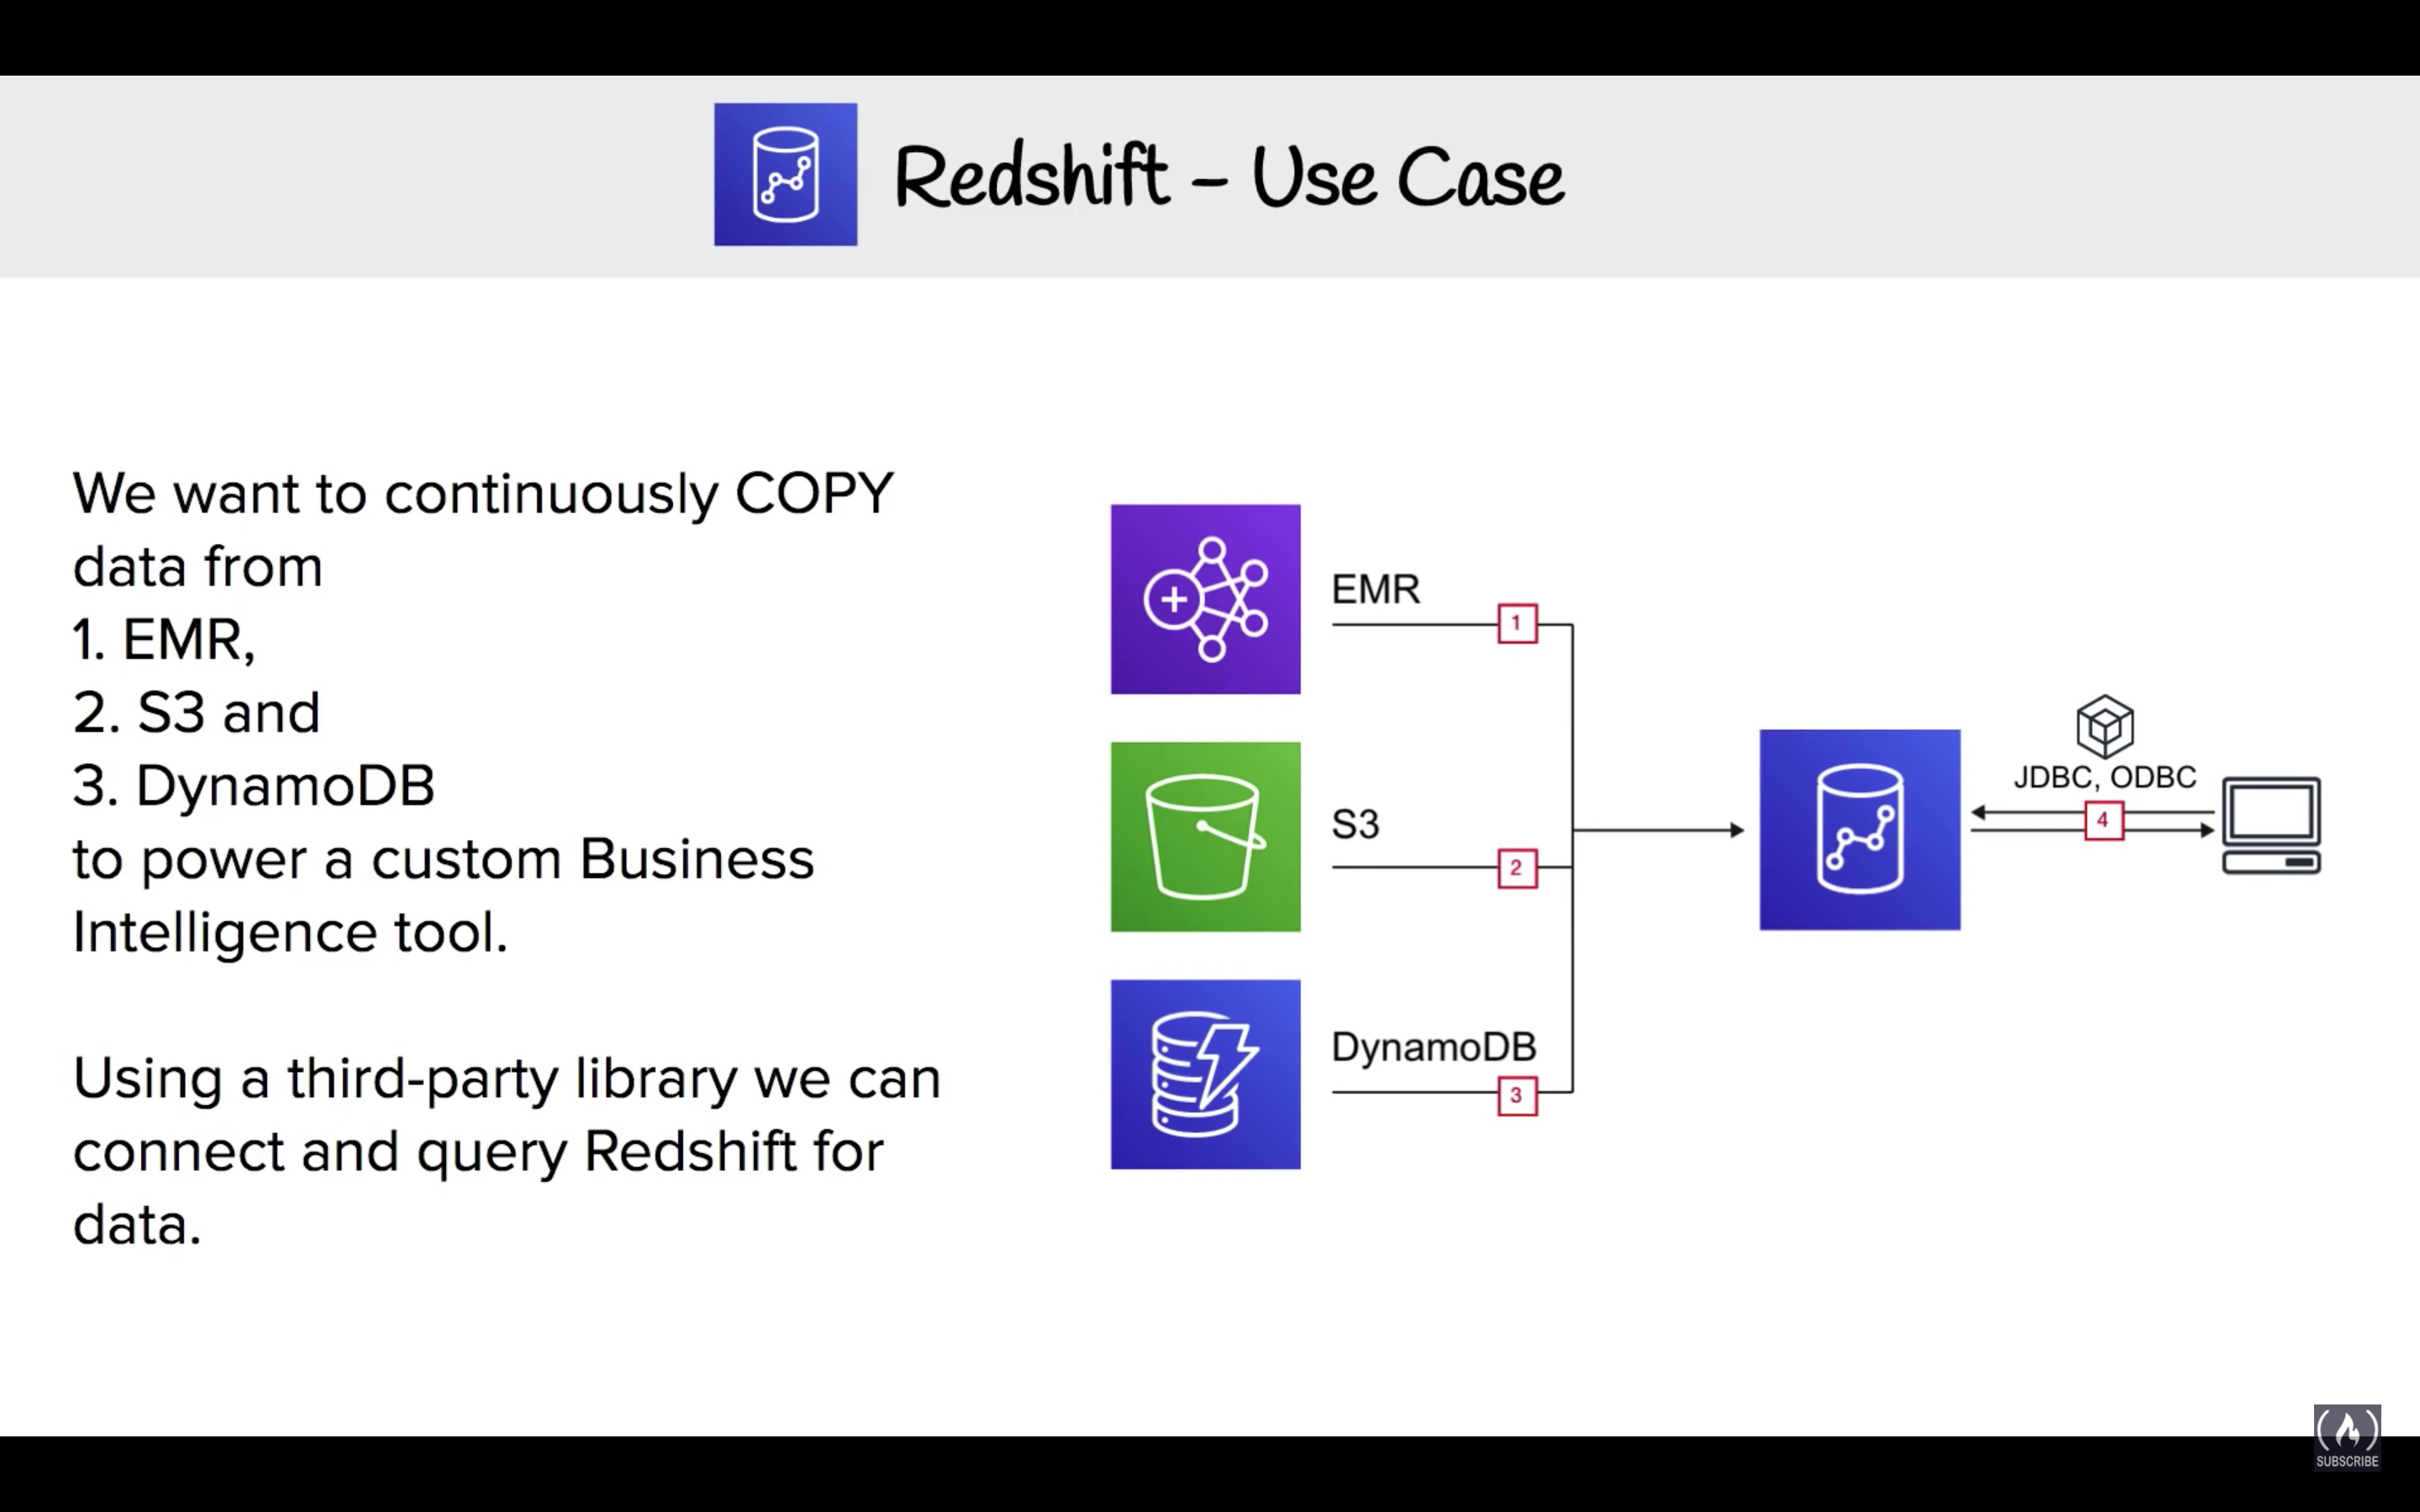 Redshift – Use Case
We want to continuously COPY
data from
1. EMR,
2. S3 and
3. DynamoDB
to power a custom Business
Intelligence tool.
Using a third-party library we can
connect and query Redshift for
data.
EMR
1
S3
2
DynamoDB
3
JDBC, ODBC
4
SUBSCRIBE